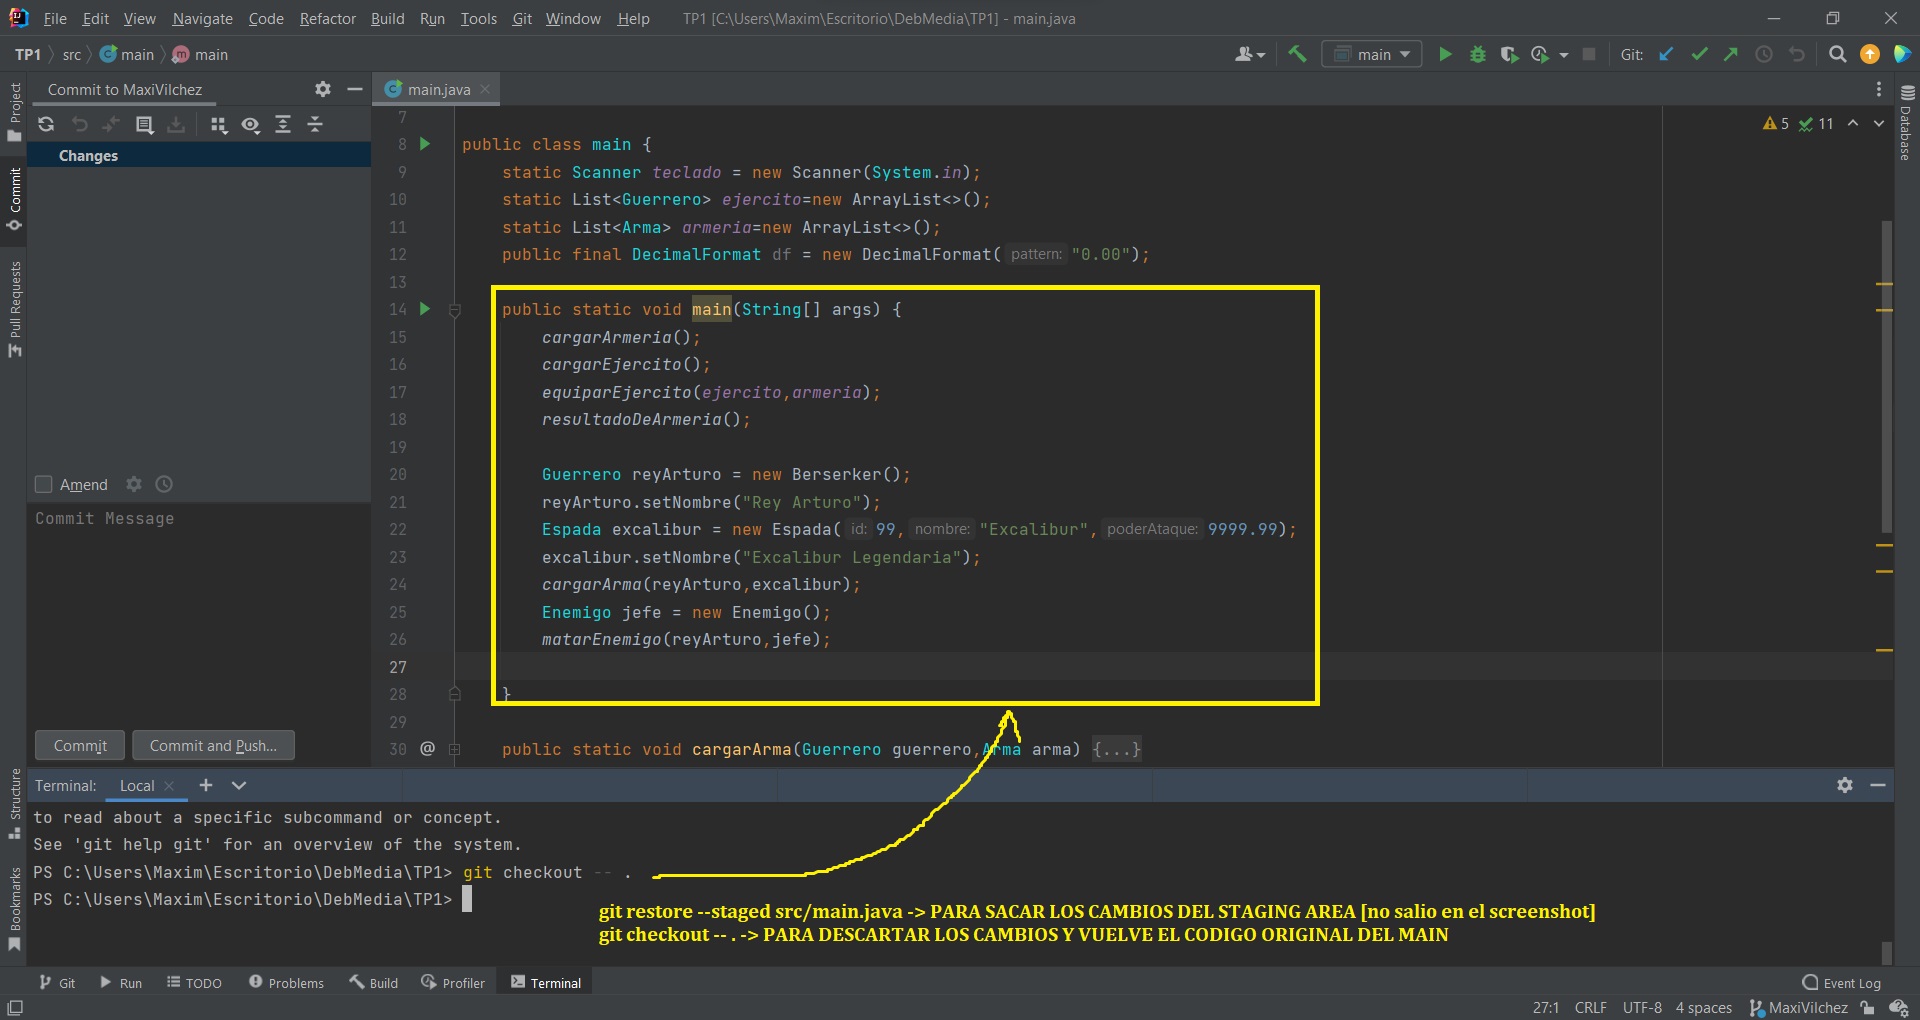 File Edit View Navigate Code Refactor Build Run Tools Git Window Help TP1 [C:\Users\Maxim\Escritorio\DebMedia\TP1] - main.java
TP1 src main main
main Git:
Project
Commit
Pull Requests
Structure
Bookmarks
Database
Commit to MaxiVilchez
Changes
Amend
Commit Message
Commit Commit and Push...
main.java
5 11
7
8 public class main {
9 static Scanner teclado = new Scanner(System.in);
10 static List<Guerrero> ejercito=new ArrayList<>();
11 static List<Arma> armeria=new ArrayList<>();
12 public final DecimalFormat df = new DecimalFormat( pattern: "0.00");
13
14 public static void main(String[] args) {
15 cargarArmeria();
16 cargarEjercito();
17 equiparEjercito(ejercito,armeria);
18 resultadoDeArmeria();
19
20 Guerrero reyArturo = new Berserker();
21 reyArturo.setNombre("Rey Arturo");
22 Espada excalibur = new Espada( id: 99, nombre: "Excalibur", poderAtaque: 9999.99);
23 excalibur.setNombre("Excalibur Legendaria");
24 cargarArma(reyArturo,excalibur);
25 Enemigo jefe = new Enemigo();
26 matarEnemigo(reyArturo,jefe);
27
28 }
29
30 @ public static void cargarArma(Guerrero guerrero,Arma arma) {...}
Terminal: Local
to read about a specific subcommand or concept.
See 'git help git' for an overview of the system.
PS C:\Users\Maxim\Escritorio\DebMedia\TP1> git checkout -- .
PS C:\Users\Maxim\Escritorio\DebMedia\TP1>
git restore --staged src/main.java -> PARA SACAR LOS CAMBIOS DEL STAGING AREA [no salio en el screenshot]
git checkout -- . -> PARA DESCARTAR LOS CAMBIOS Y VUELVE EL CODIGO ORIGINAL DEL MAIN
Git Run TODO Problems Build Profiler Terminal Event Log
27:1 CRLF UTF-8 4 spaces MaxiVilchez